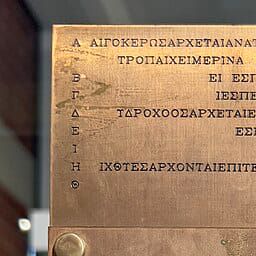 Α ΑΙΓΟΚΕΡΩΣΑΡΧΕΤΑΙΑΝΑΤ
ΤΡΟΠΑΙΧΕΙΜΕΡΙΝΑ
Β ΕΙ ΕΣΠ
Γ ΙΕΣΠΕ
Δ ΥΔΡΟΧΟΟΣΑΡΧΕΤΑΙΕ
Ε ΕΣ
Ι
Η ΙΧΘΥΕΣΑΡΧΟΝΤΑΙΕΠΙΤΕ
Θ